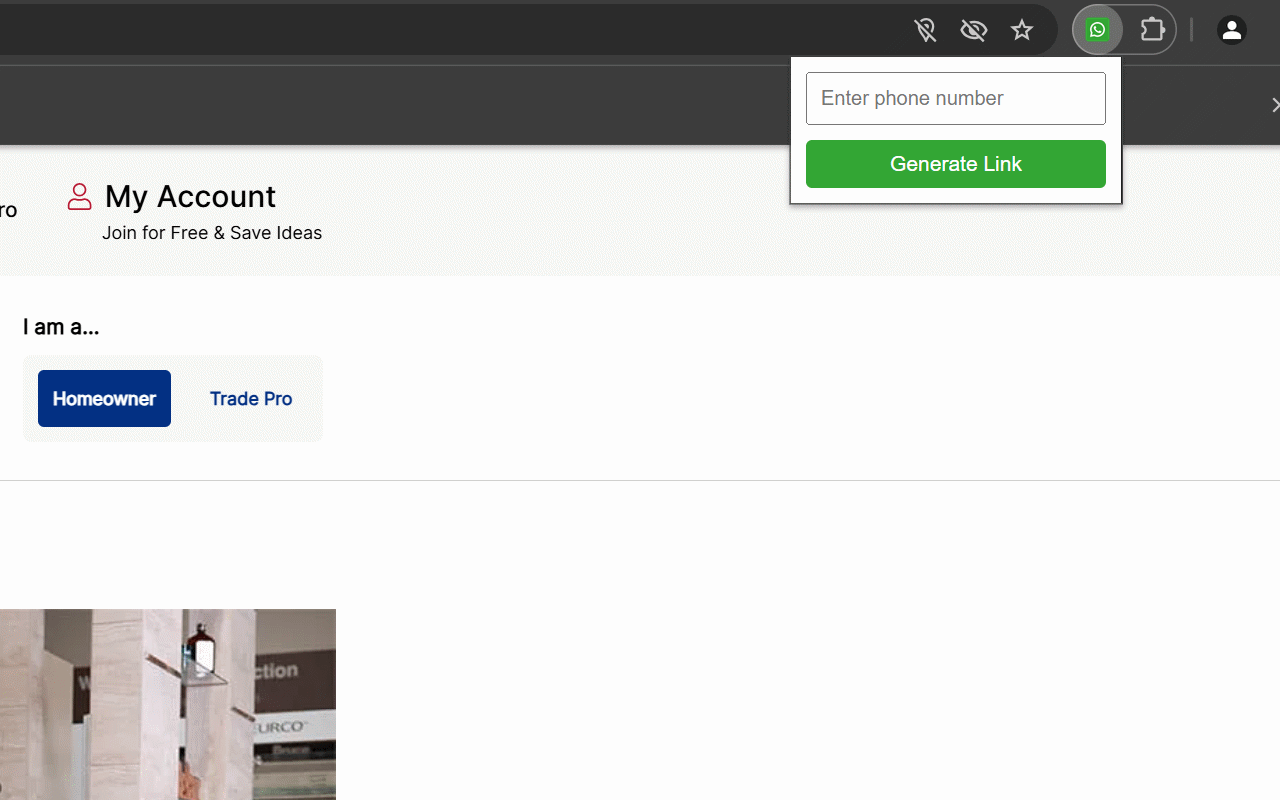 Enter phone number
Generate Link
ro
My Account
Join for Free & Save Ideas
I am a...
Homeowner
Trade Pro
ction
EURCO
Bruce